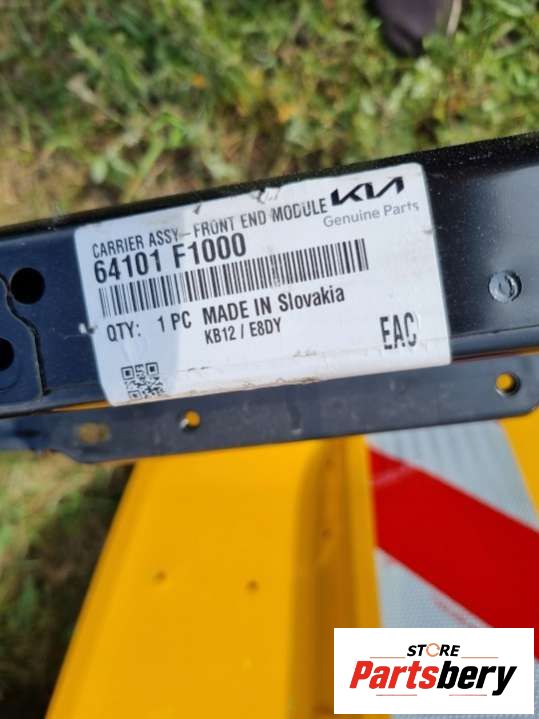 CARRIER ASSY-FRONT END MODULE
KIA
Genuine Parts
64101 F1000
QTY: 1 PC MADE IN Slovakia
KB12 / E8DY
EAC
STORE
Partsbery